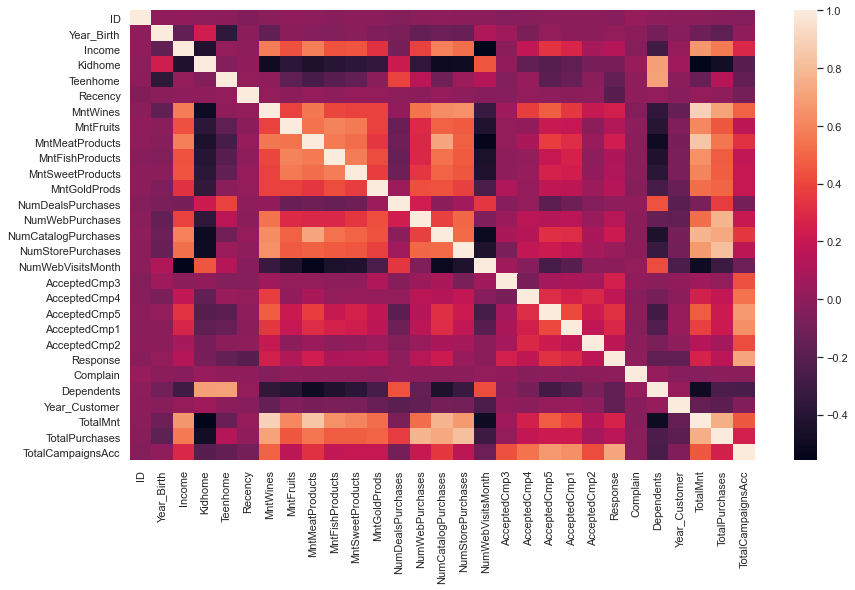 ID
Year_Birth
Income
Kidhome
Teenhome
Recency
MntWines
MntFruits
MntMeatProducts
MntFishProducts
MntSweetProducts
MntGoldProds
NumDealsPurchases
NumWebPurchases
NumCatalogPurchases
NumStorePurchases
NumWebVisitsMonth
AcceptedCmp3
AcceptedCmp4
AcceptedCmp5
AcceptedCmp1
AcceptedCmp2
Response
Complain
Dependents
Year_Customer
TotalMnt
TotalPurchases
TotalCampaignsAcc
ID
Year_Birth
Income
Kidhome
Teenhome
Recency
MntWines
MntFruits
MntMeatProducts
MntFishProducts
MntSweetProducts
MntGoldProds
NumDealsPurchases
NumWebPurchases
NumCatalogPurchases
NumStorePurchases
NumWebVisitsMonth
AcceptedCmp3
AcceptedCmp4
AcceptedCmp5
AcceptedCmp1
AcceptedCmp2
Response
Complain
Dependents
Year_Customer
TotalMnt
TotalPurchases
TotalCampaignsAcc
1.0
0.8
0.6
0.4
0.2
0.0
−0.2
−0.4